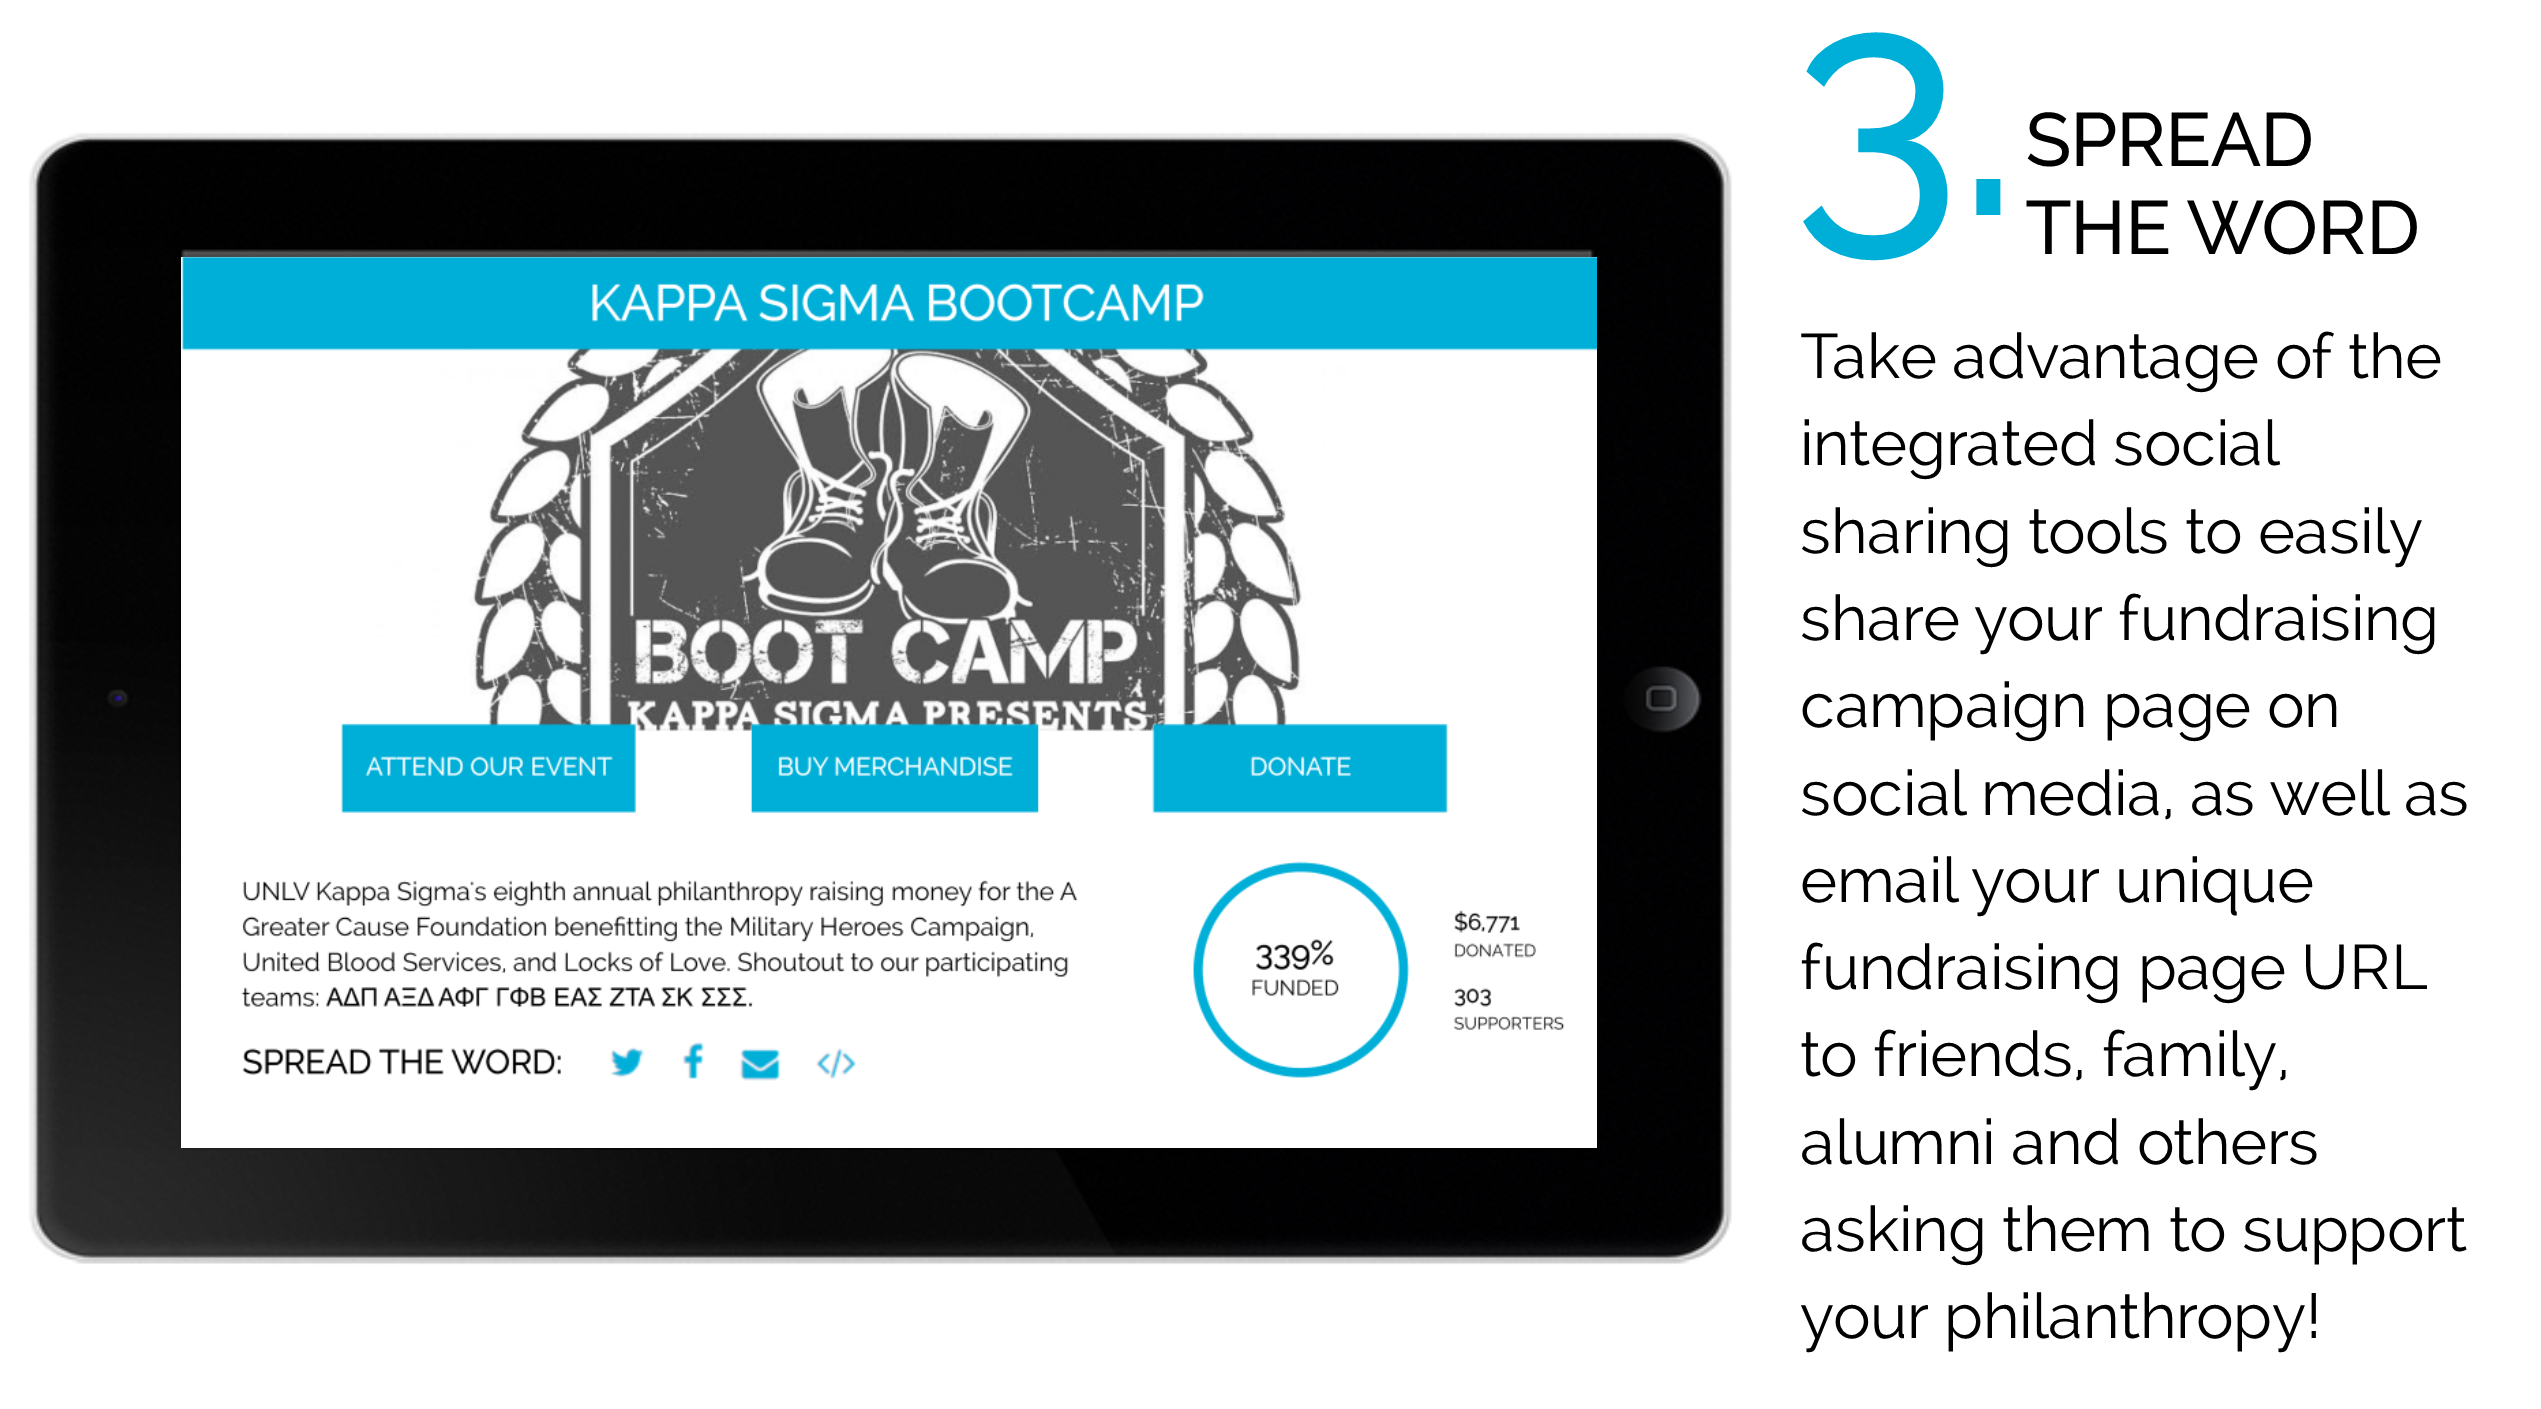 KAPPA SIGMA BOOTCAMP
BOOT CAMP
KAPPA SIGMA PRESENTS
ATTEND OUR EVENT
BUY MERCHANDISE
DONATE
UNLV Kappa Sigma's eighth annual philanthropy raising money for the A
Greater Cause Foundation benefitting the Military Heroes Campaign,
United Blood Services, and Locks of Love. Shoutout to our participating
teams: ΑΔΠ ΑΞΔ ΑΦΓ ΓΦΒ ΕΑΣ ΖΤΑ ΣΚ ΣΣΣ.
SPREAD THE WORD:
339%
FUNDED
$6,771
DONATED
303
SUPPORTERS
3.
SPREAD
THE WORD
Take advantage of the
integrated social
sharing tools to easily
share your fundraising
campaign page on
social media, as well as
email your unique
fundraising page URL
to friends, family,
alumni and others
asking them to support
your philanthropy!